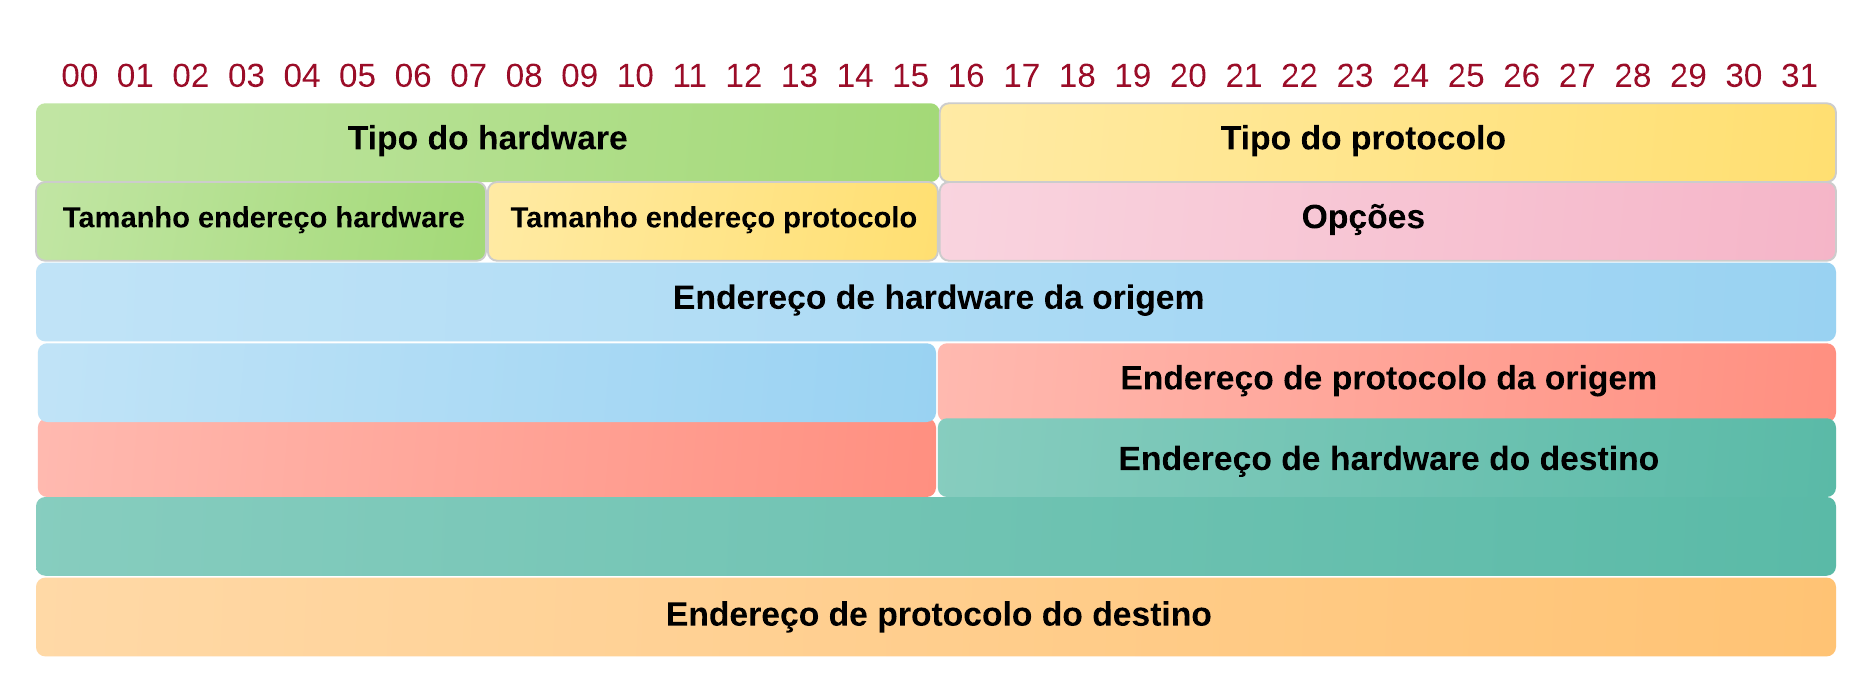 00 01 02 03 04 05 06 07 08 09 10 11 12 13 14 15 16 17 18 19 20 21 22 23 24 25 26 27 28 29 30 31
Tipo do hardware Tipo do protocolo
Tamanho endereço hardware Tamanho endereço protocolo Opções
Endereço de hardware da origem
Endereço de protocolo da origem
Endereço de hardware do destino
Endereço de protocolo do destino